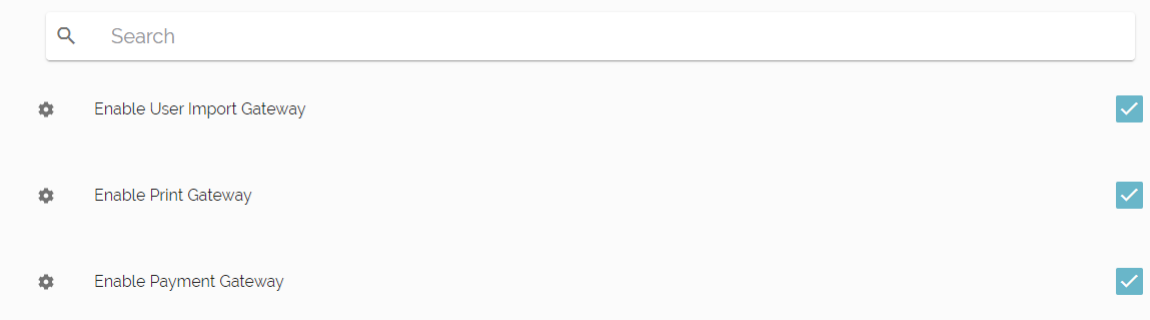 Search
Enable User Import Gateway
Enable Print Gateway
Enable Payment Gateway